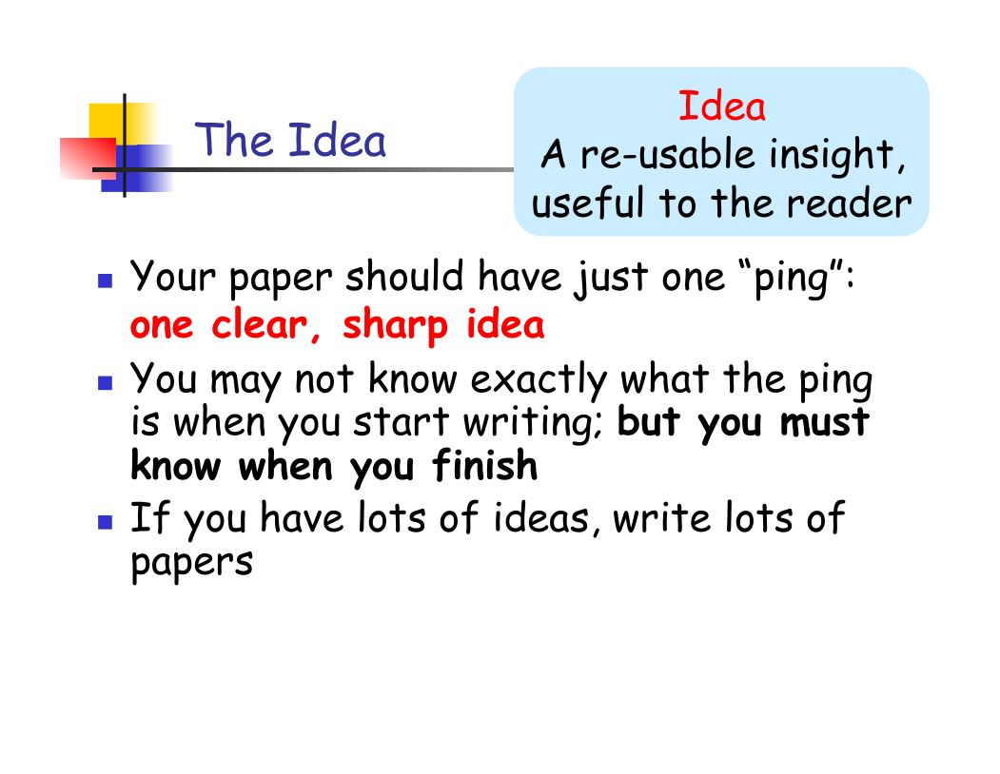 The Idea
Idea
A re-usable insight,
useful to the reader
Your paper should have just one “ping”:
one clear, sharp idea
You may not know exactly what the ping
is when you start writing; but you must
know when you finish
If you have lots of ideas, write lots of
papers